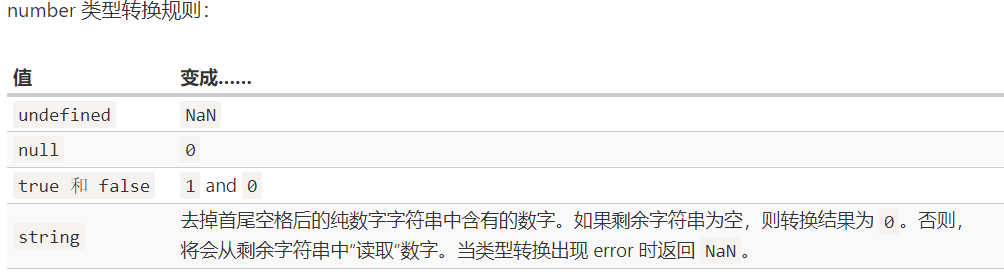 number 类型转换规则：
值 变成……
undefined NaN
null 0
true 和 false 1 and 0
string 去掉首尾空格后的纯数字字符串中含有的数字。如果剩余字符串为空，则转换结果为 0。否则，
将会从剩余字符串中“读取”数字。当类型转换出现 error 时返回 NaN。